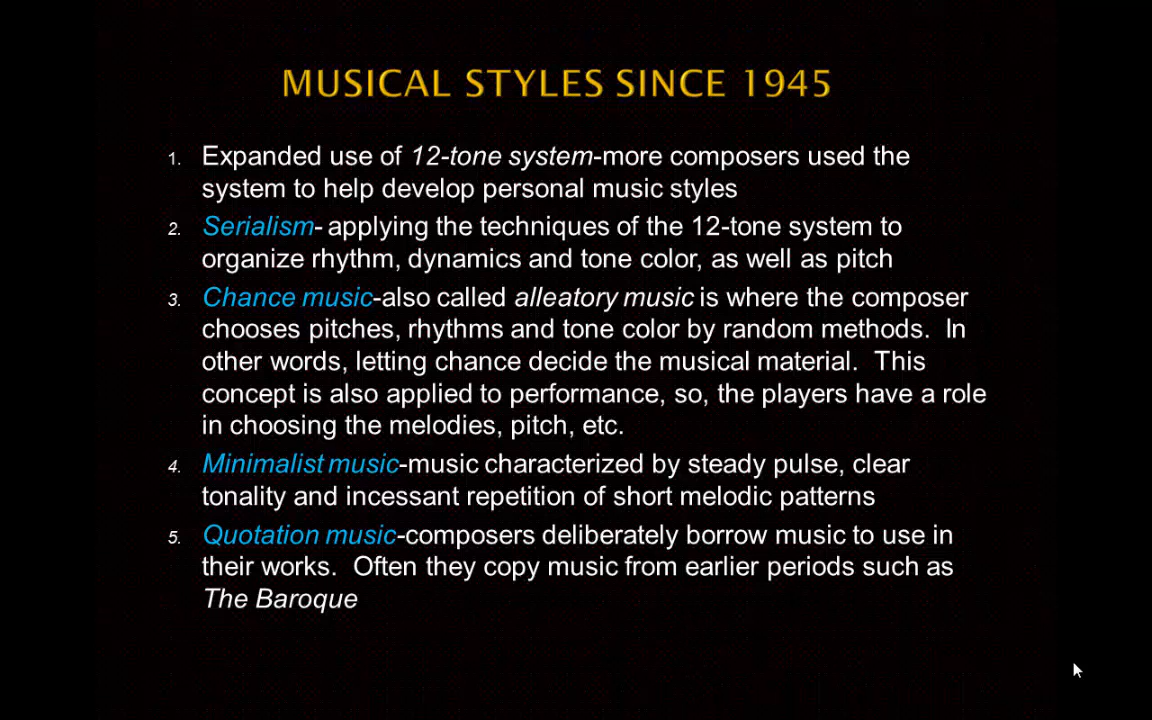 MUSICAL STYLES SINCE 1945
1. Expanded use of 12-tone system-more composers used the
system to help develop personal music styles
2. Serialism- applying the techniques of the 12-tone system to
organize rhythm, dynamics and tone color, as well as pitch
3. Chance music-also called alleatory music is where the composer
chooses pitches, rhythms and tone color by random methods.  In
other words, letting chance decide the musical material.  This
concept is also applied to performance, so, the players have a role
in choosing the melodies, pitch, etc.
4. Minimalist music-music characterized by steady pulse, clear
tonality and incessant repetition of short melodic patterns
5. Quotation music-composers deliberately borrow music to use in
their works.  Often they copy music from earlier periods such as
The Baroque